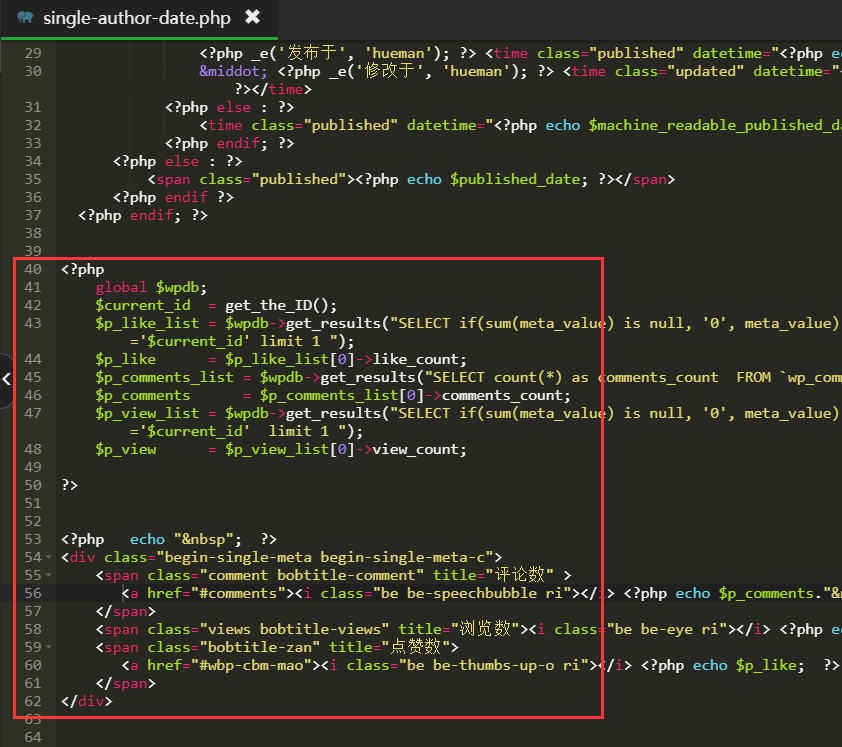 single-author-date.php ✖
29 <?php _e('发布于', 'hueman'); ?> <time class="published" datetime="<?php
30 &middot; <?php _e('修改于', 'hueman'); ?> <time class="updated" datetime="
?></time>
31 <?php else : ?>
32 <time class="published" datetime="<?php echo $machine_readable_published_
33 <?php endif; ?>
34 <?php else : ?>
35 <span class="published"><?php echo $published_date; ?></span>
36 <?php endif ?>
37 <?php endif; ?>
38
39
40 <?php
41 global $wpdb;
42 $current_id = get_the_ID();
43 $p_like_list = $wpdb->get_results("SELECT if(sum(meta_value) is null, '0', meta_value)
='$current_id' limit 1 ");
44 $p_like = $p_like_list[0]->like_count;
45 $p_comments_list = $wpdb->get_results("SELECT count(*) as comments_count FROM `wp_com
46 $p_comments = $p_comments_list[0]->comments_count;
47 $p_view_list = $wpdb->get_results("SELECT if(sum(meta_value) is null, '0', meta_value)
='$current_id' limit 1 ");
48 $p_view = $p_view_list[0]->view_count;
49
50 ?>
51
52
53 <?php echo "&nbsp"; ?>
54 <div class="begin-single-meta begin-single-meta-c">
55 <span class="comment bobtitle-comment" title="评论数" >
56 <a href="#comments"><i class="be be-speechbubble ri"></i> <?php echo $p_comments."&
57 </span>
58 <span class="views bobtitle-views" title="浏览数"><i class="be be-eye ri"></i> <?php
59 <span class="bobtitle-zan" title="点赞数">
60 <a href="#wbp-cbm-mao"><i class="be be-thumbs-up-o ri"></i> <?php echo $p_like; ?>
61 </span>
62 </div>
63
64